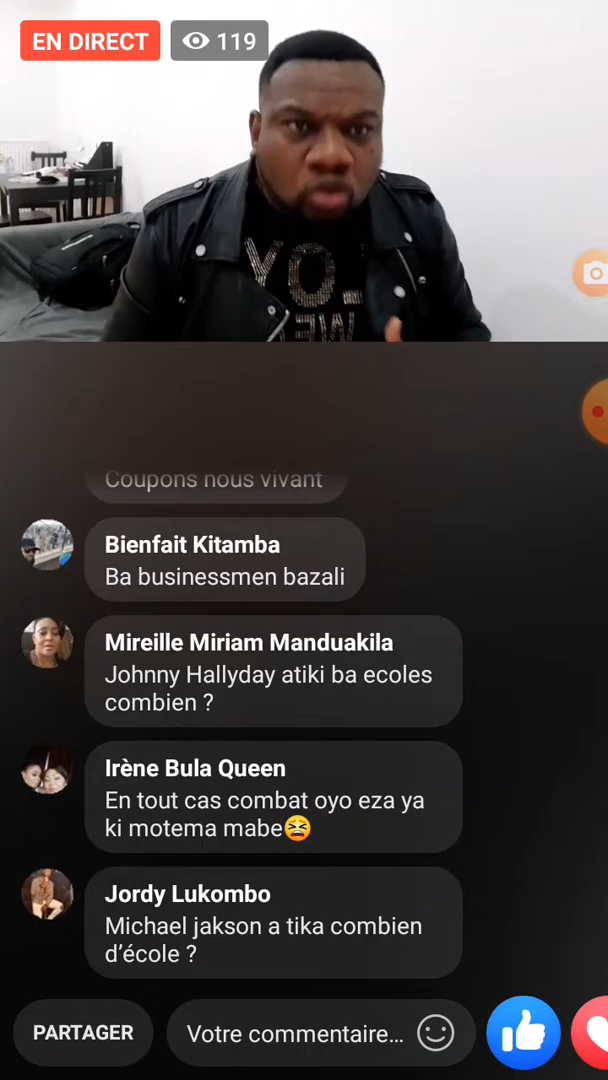 EN DIRECT
119
YO
Coupons nous vivant
Bienfait Kitamba
Ba businessmen bazali
Mireille Miriam Manduakila
Johnny Hallyday atiki ba ecoles
combien ?
Irène Bula Queen
En tout cas combat oyo eza ya
ki motema mabe😫
Jordy Lukombo
Michael jakson a tika combien
d’école ?
PARTAGER
Votre commentaire...